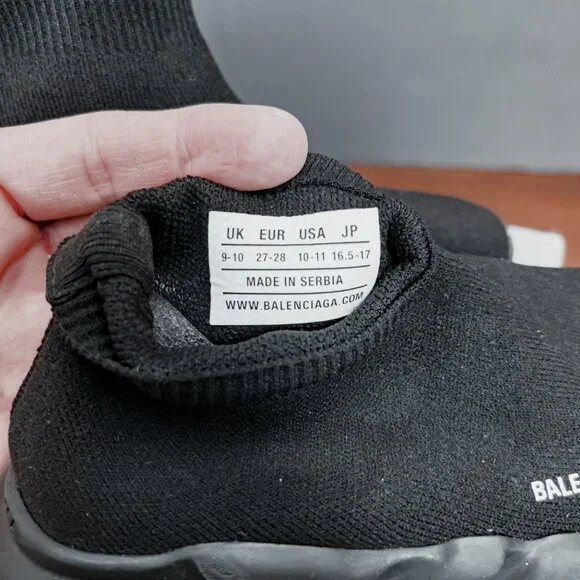 UK EUR USA JP
9-10 27-28 10-11 16.5-17
MADE IN SERBIA
WWW.BALENCIAGA.COM
BALE